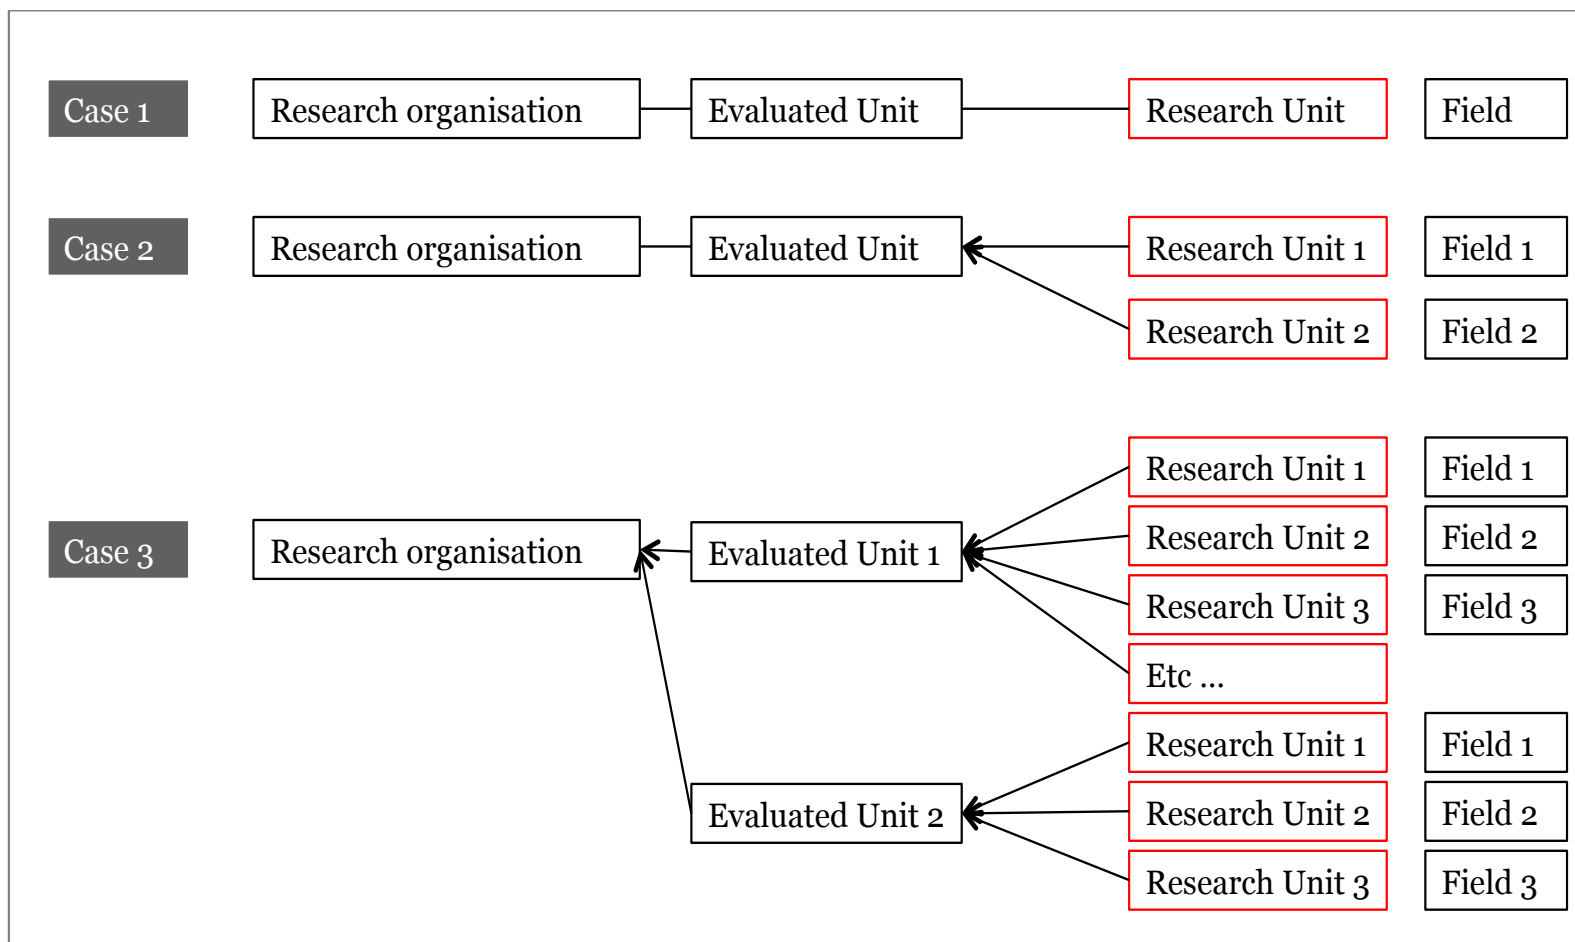 Case 1 Research organisation Evaluated Unit Research Unit Field
Case 2 Research organisation Evaluated Unit Research Unit 1 Field 1
Research Unit 2 Field 2
Research Unit 1 Field 1
Case 3 Research organisation Evaluated Unit 1 Research Unit 2 Field 2
Research Unit 3 Field 3
Etc ...
Research Unit 1 Field 1
Evaluated Unit 2 Research Unit 2 Field 2
Research Unit 3 Field 3